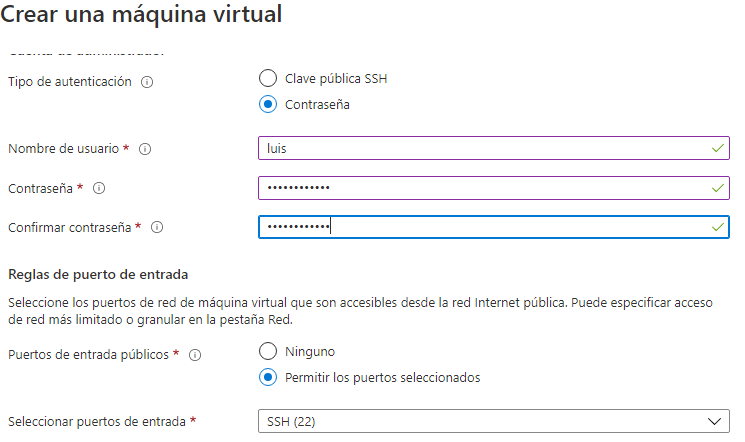 Crear una máquina virtual
Cuenta de administrador
Tipo de autenticación
Clave pública SSH
Contraseña
Nombre de usuario *
luis
Contraseña *
••••••••••••
Confirmar contraseña *
••••••••••••
Reglas de puerto de entrada
Seleccione los puertos de red de máquina virtual que son accesibles desde la red Internet pública. Puede especificar acceso
de red más limitado o granular en la pestaña Red.
Puertos de entrada públicos *
Ninguno
Permitir los puertos seleccionados
Seleccionar puertos de entrada *
SSH (22)